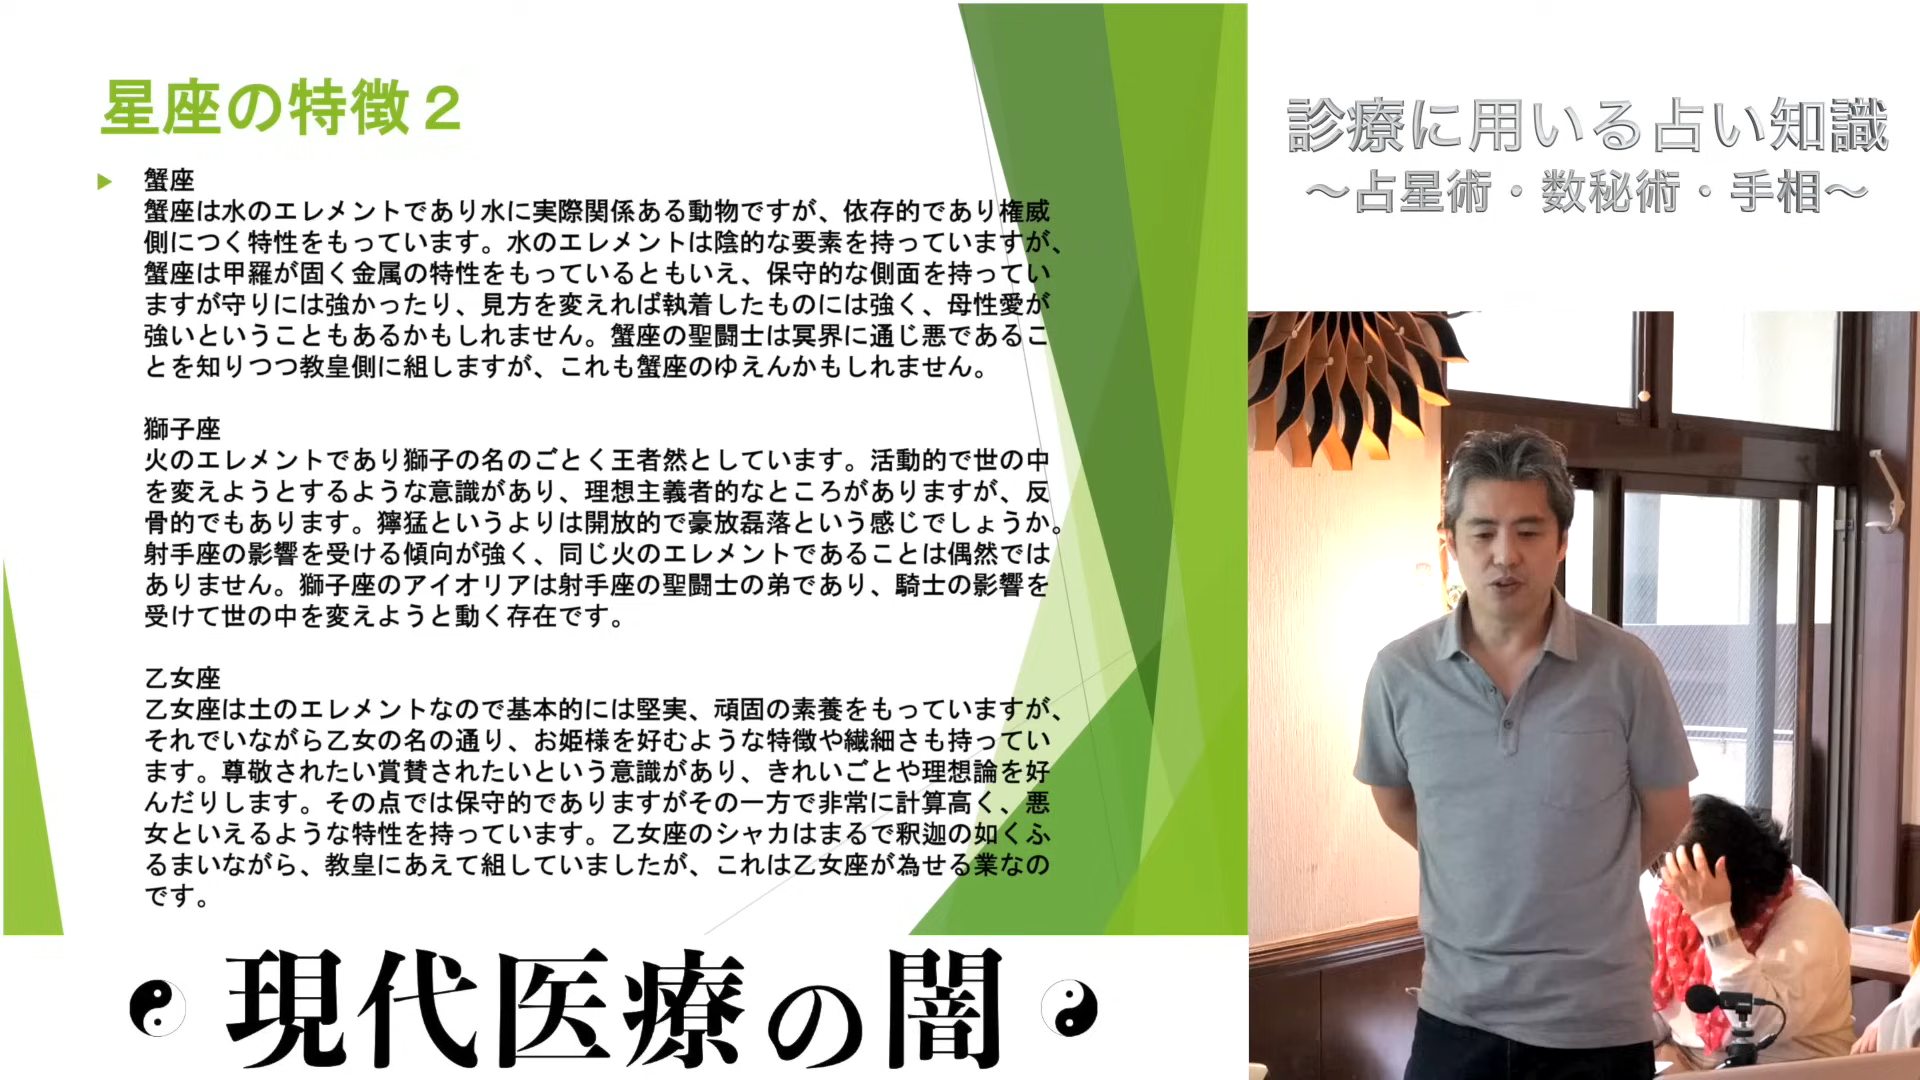 星座の特徴２
蟹座
蟹座は水のエレメントであり水に実際関係ある動物ですが、依存的であり権威
側につく特性をもっています。水のエレメントは陰的な要素を持っていますが、
蟹座は甲羅が固く金属の特性をもっているともいえ、保守的な側面を持ってい
ますが守りには強かったり、見方を変えれば執着したものには強く、母性愛が
強いということもあるかもしれません。蟹座の聖闘士は冥界に通じ悪であるこ
とを知りつつ教皇側に組しますが、これも蟹座のゆえんかもしれません。
獅子座
火のエレメントであり獅子の名のごとく王者然としています。活動的で世の中
を変えようとするような意識があり、理想主義者的なところがありますが、反
骨的でもあります。獰猛というよりは開放的で豪放磊落という感じでしょうか。
射手座の影響を受ける傾向が強く、同じ火のエレメントであることは偶然では
ありません。獅子座のアイオリアは射手座の聖闘士の弟であり、騎士の影響を
受けて世の中を変えようと動く存在です。
乙女座
乙女座は土のエレメントなので基本的には堅実、頑固の素養をもっていますが、
それでいながら乙女の名の通り、お姫様を好むような特徴や繊細さも持ってい
ます。尊敬されたい賞賛されたいという意識があり、きれいごとや理想論を好
んだりします。その点では保守的でありますがその一方で非常に計算高く、悪
女といえるような特性を持っています。乙女座のシャカはまるで釈迦の如くふ
るまいながら、教皇にあえて組していましたが、これは乙女座が為せる業なの
です。
診療に用いる占い知識
～占星術・数秘術・手相～
現代医療の闇